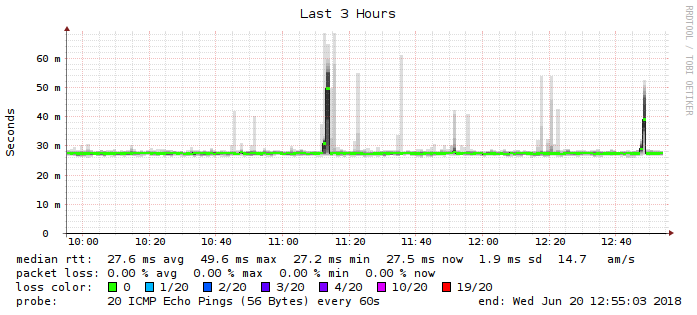 Last 3 Hours
RRDTOOL / TOBI OETIKER
Seconds
60 m
50 m
40 m
30 m
20 m
10 m
0
10:00 10:20 10:40 11:00 11:20 11:40 12:00 12:20 12:40
median rtt: 27.6 ms avg 49.6 ms max 27.2 ms min 27.5 ms now 1.9 ms sd 14.7 am/s
packet loss: 0.00 % avg 0.00 % max 0.00 % min 0.00 % now
loss color: 0 1/20 2/20 3/20 4/20 10/20 19/20
probe: 20 ICMP Echo Pings (56 Bytes) every 60s end: Wed Jun 20 12:55:03 2018